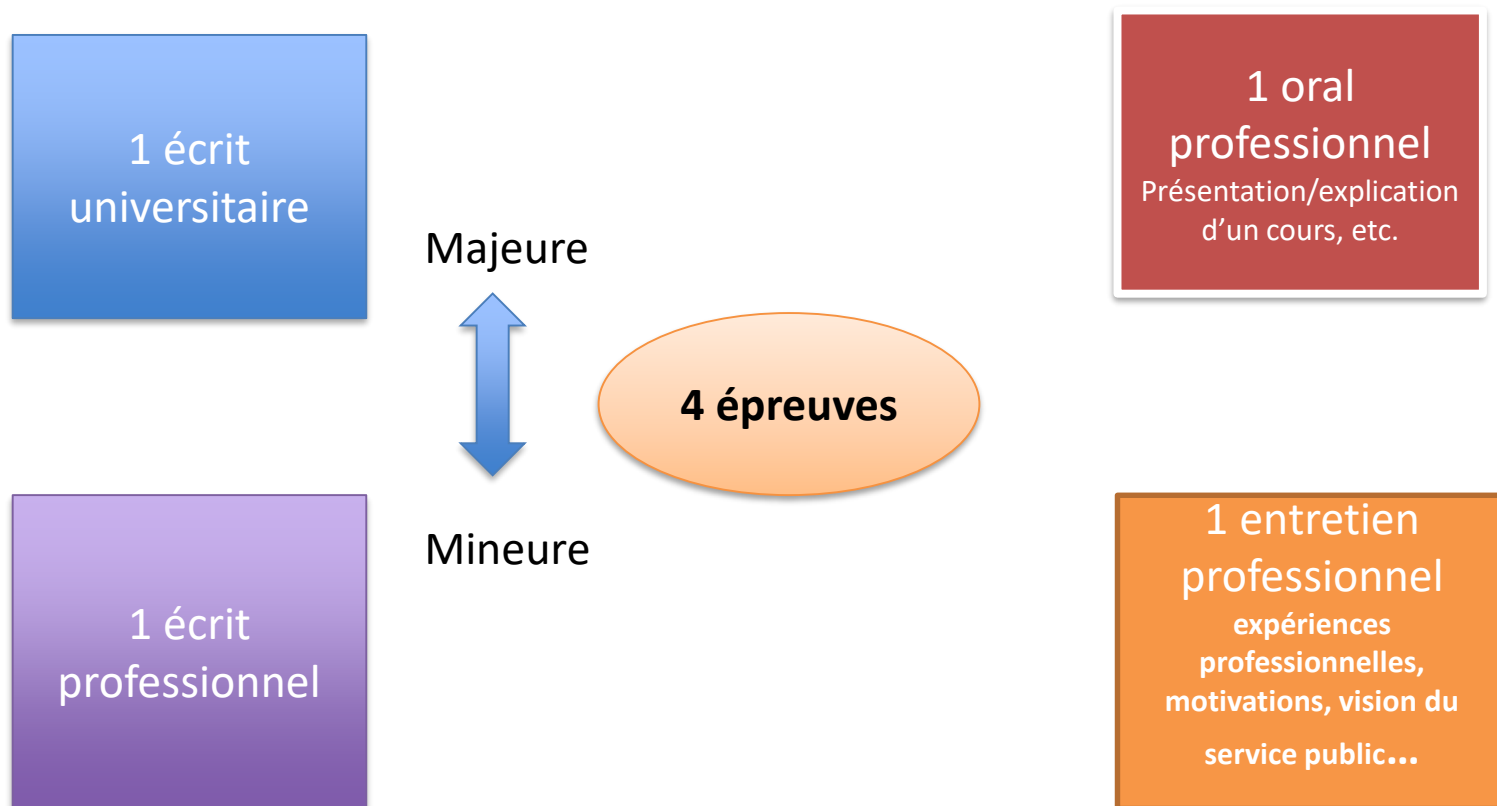 1 écrit
universitaire
Majeure
Mineure
1 écrit
professionnel
4 épreuves
1 oral
professionnel
Présentation/explication
d’un cours, etc.
1 entretien
professionnel
expériences
professionnelles,
motivations, vision du
service public...